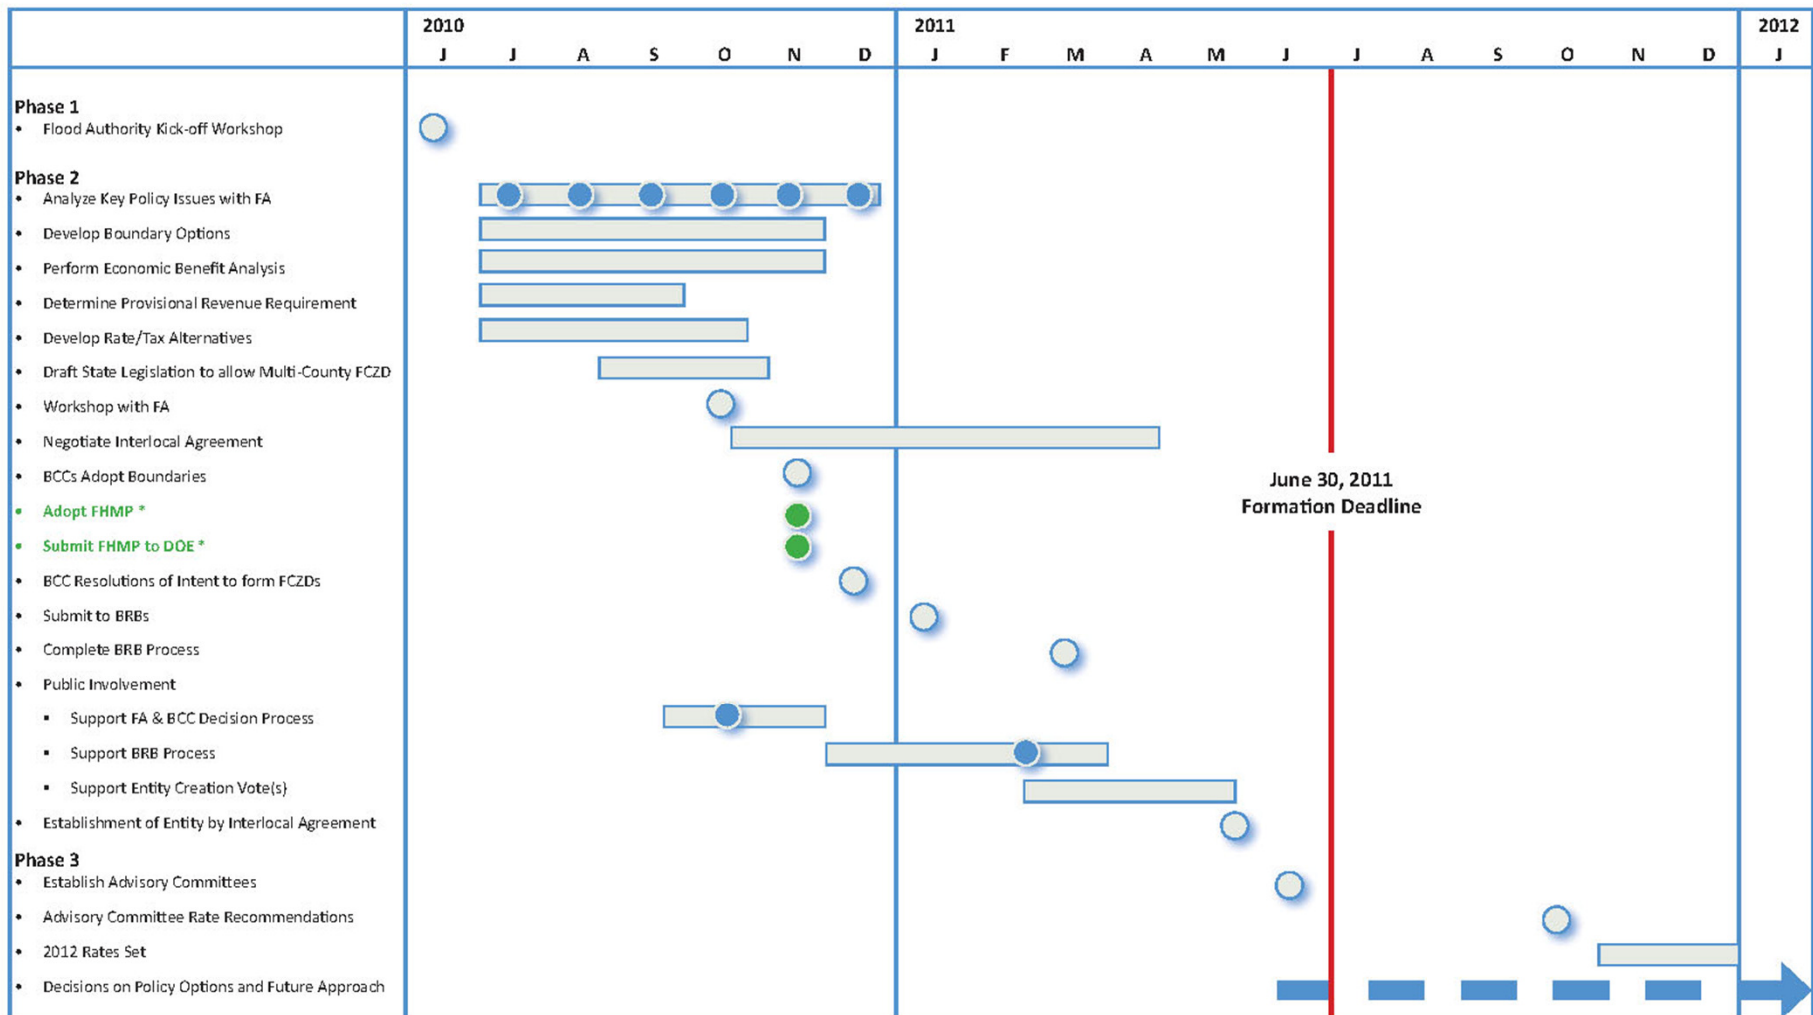 2010 2011 2012
J J A S O N D J F M A M J J A S O N D J
Phase 1
• Flood Authority Kick-off Workshop
Phase 2
• Analyze Key Policy Issues with FA
• Develop Boundary Options
• Perform Economic Benefit Analysis
• Determine Provisional Revenue Requirement
• Develop Rate/Tax Alternatives
• Draft State Legislation to allow Multi-County FCZD
• Workshop with FA
• Negotiate Interlocal Agreement
• BCCs Adopt Boundaries
June 30, 2011
Formation Deadline
• Adopt FHMP *
• Submit FHMP to DOE *
• BCC Resolutions of Intent to form FCZDs
• Submit to BRBs
• Complete BRB Process
• Public Involvement
▪ Support FA & BCC Decision Process
▪ Support BRB Process
▪ Support Entity Creation Vote(s)
• Establishment of Entity by Interlocal Agreement
Phase 3
• Establish Advisory Committees
• Advisory Committee Rate Recommendations
• 2012 Rates Set
• Decisions on Policy Options and Future Approach